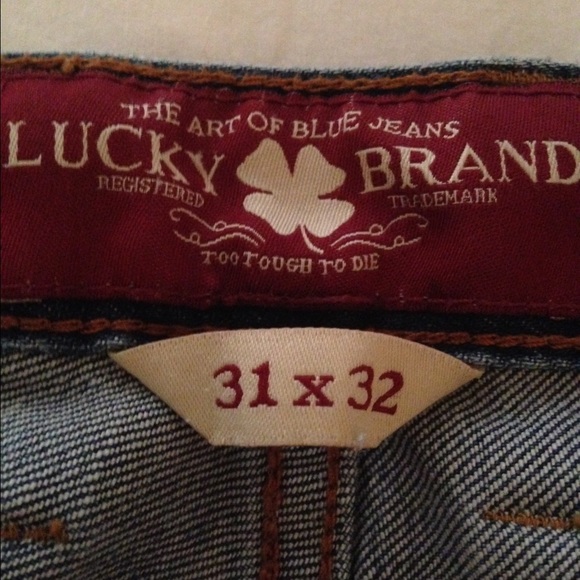 THE ART OF BLUE JEANS
LUCKY BRAND
REGISTERED TRADEMARK
TOO TOUGH TO DIE
31 x 32